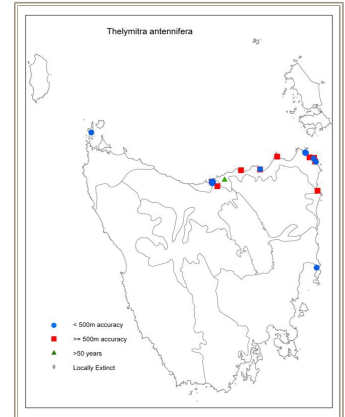 Thelymitra antennifera
< 500m accuracy
>= 500m accuracy
>50 years
Locally Extinct